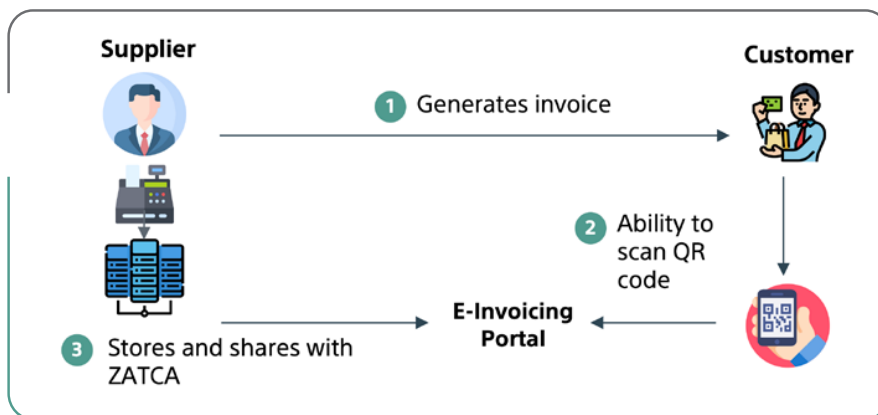 Supplier
Customer
1 Generates invoice
2 Ability to
scan QR
code
E-Invoicing
Portal
3 Stores and shares with
ZATCA